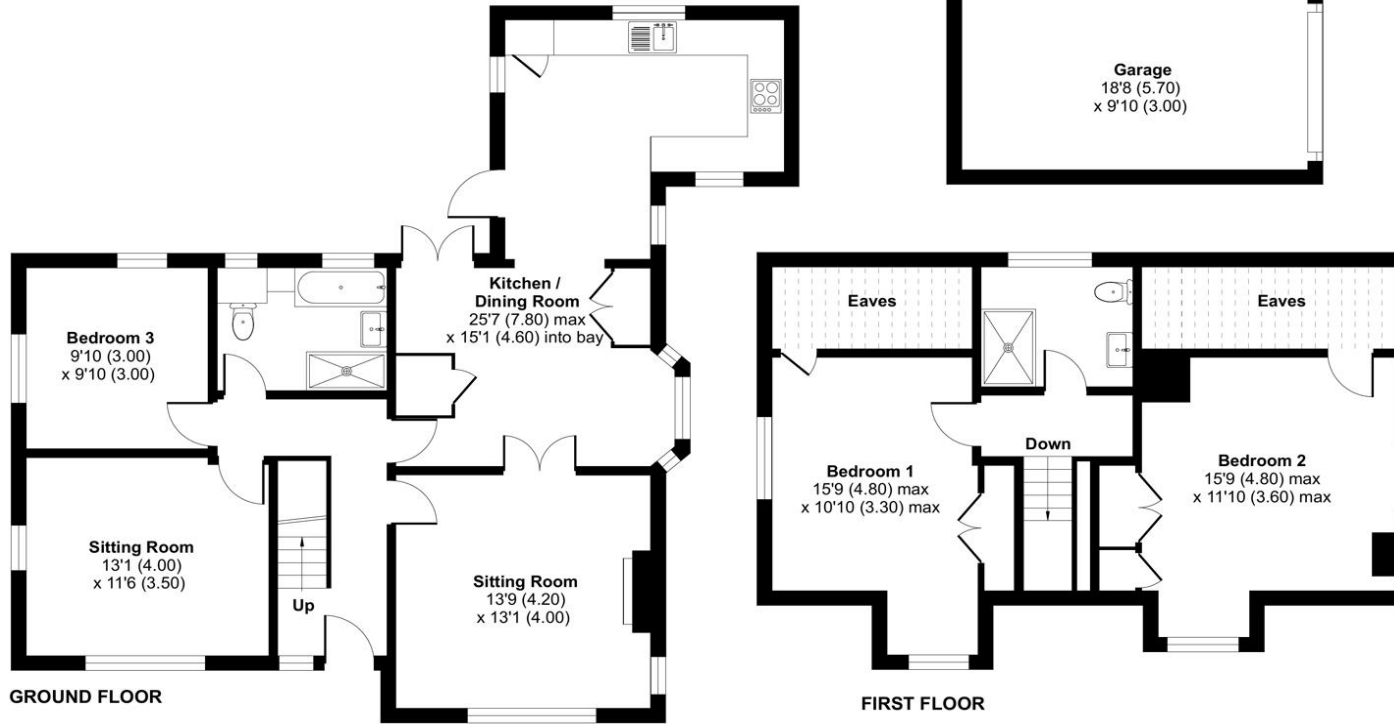 Garage
18'8 (5.70)
x 9'10 (3.00)
Kitchen /
Dining Room
25'7 (7.80) max
x 15'1 (4.60) into bay
Bedroom 3
9'10 (3.00)
x 9'10 (3.00)
Sitting Room
13'1 (4.00)
x 11'6 (3.50)
Up
Sitting Room
13'9 (4.20)
x 13'1 (4.00)
GROUND FLOOR
Eaves
Eaves
Down
Bedroom 1
15'9 (4.80) max
x 10'10 (3.30) max
Bedroom 2
15'9 (4.80) max
x 11'10 (3.60) max
FIRST FLOOR